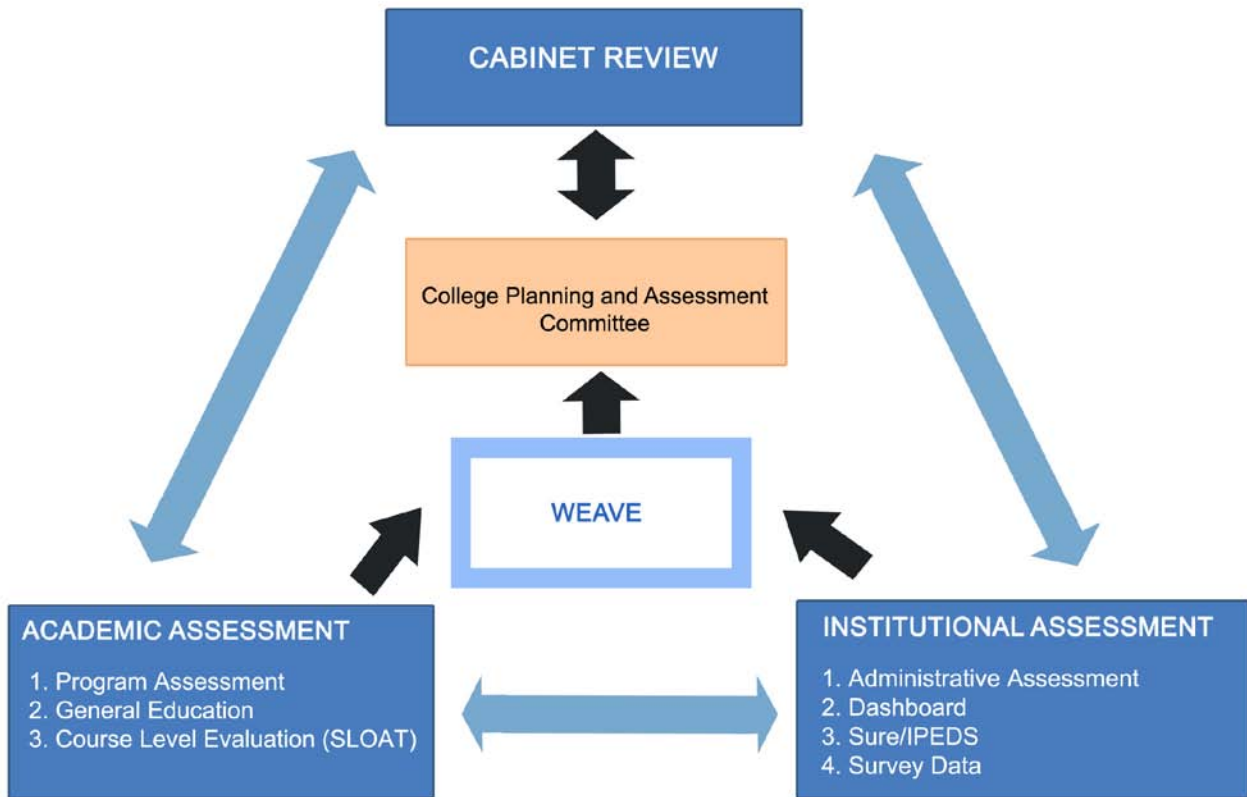 CABINET REVIEW
College Planning and Assessment
Committee
WEAVE
ACADEMIC ASSESSMENT
1. Program Assessment
2. General Education
3. Course Level Evaluation (SLOAT)
INSTITUTIONAL ASSESSMENT
1. Administrative Assessment
2. Dashboard
3. Sure/IPEDS
4. Survey Data